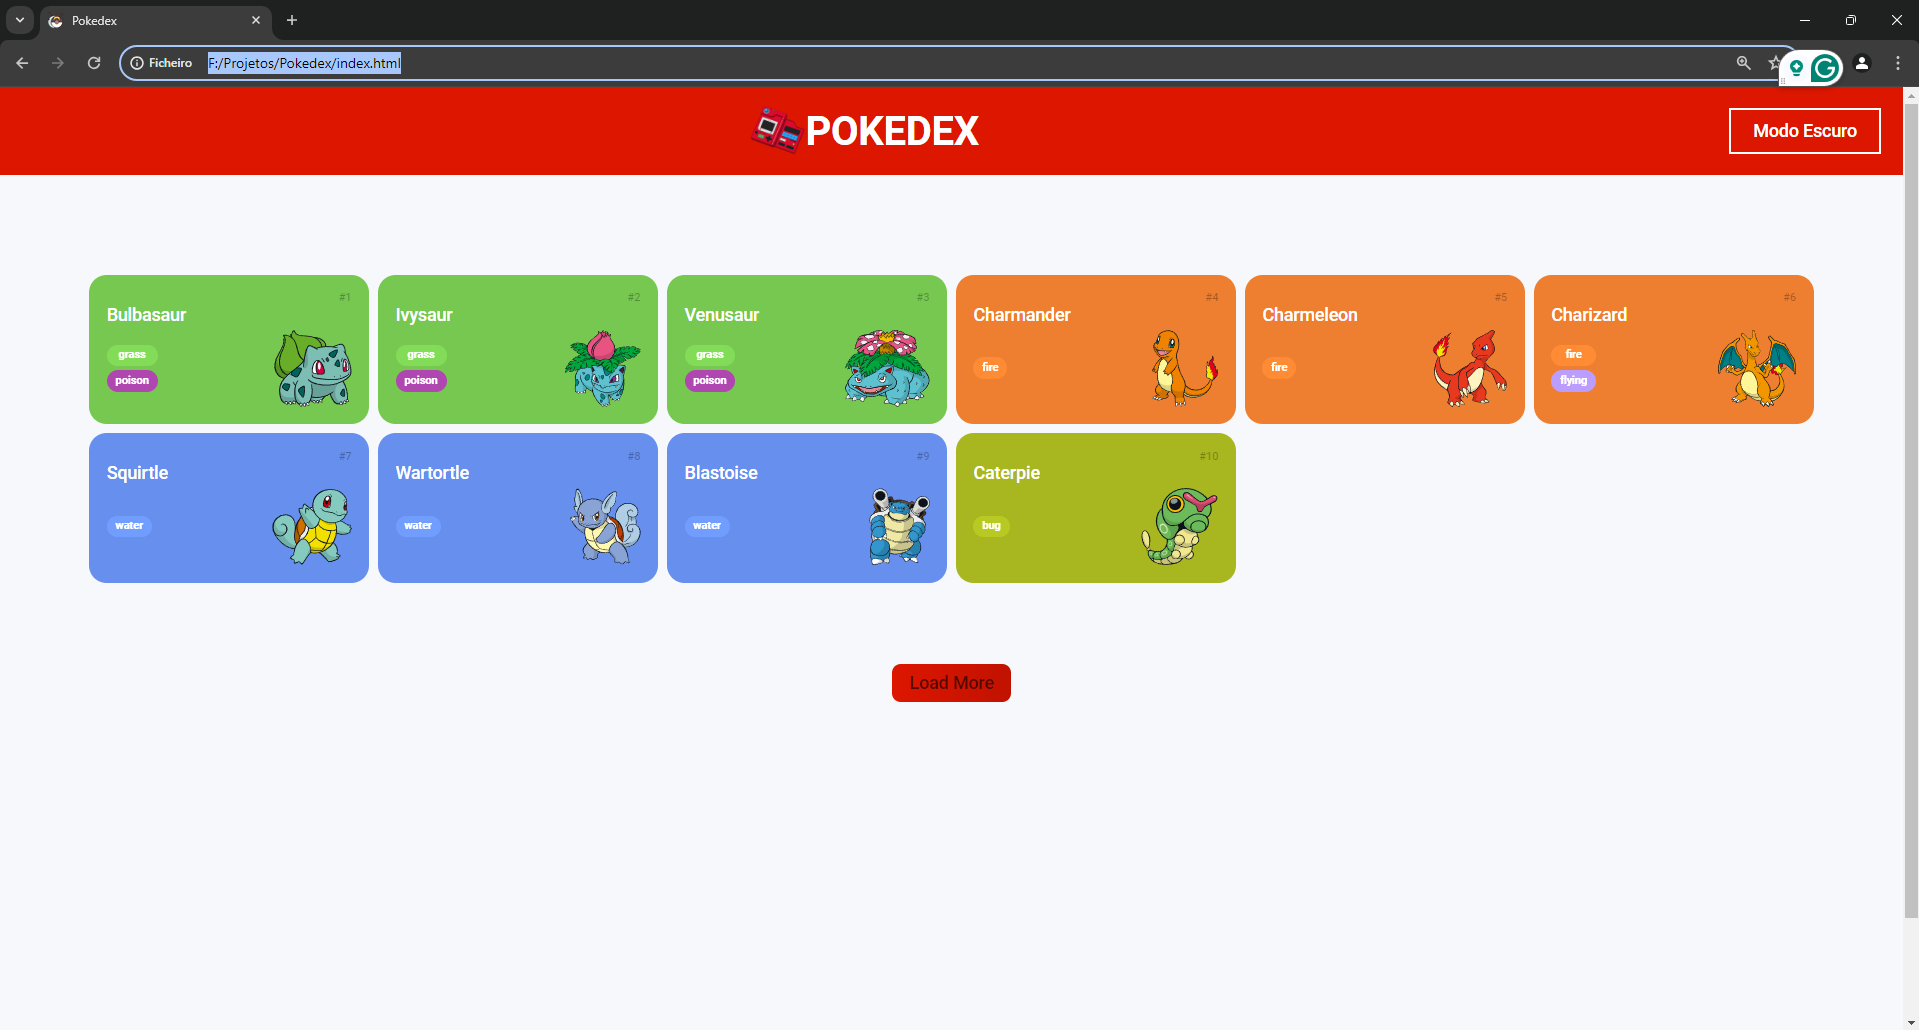 Pokedex
Ficheiro F:/Projetos/Pokedex/index.html
POKEDEX
Modo Escuro
#1
Bulbasaur
grass
poison
#2
Ivysaur
grass
poison
#3
Venusaur
grass
poison
#4
Charmander
fire
#5
Charmeleon
fire
#6
Charizard
fire
flying
#7
Squirtle
water
#8
Wartortle
water
#9
Blastoise
water
#10
Caterpie
bug
Load More